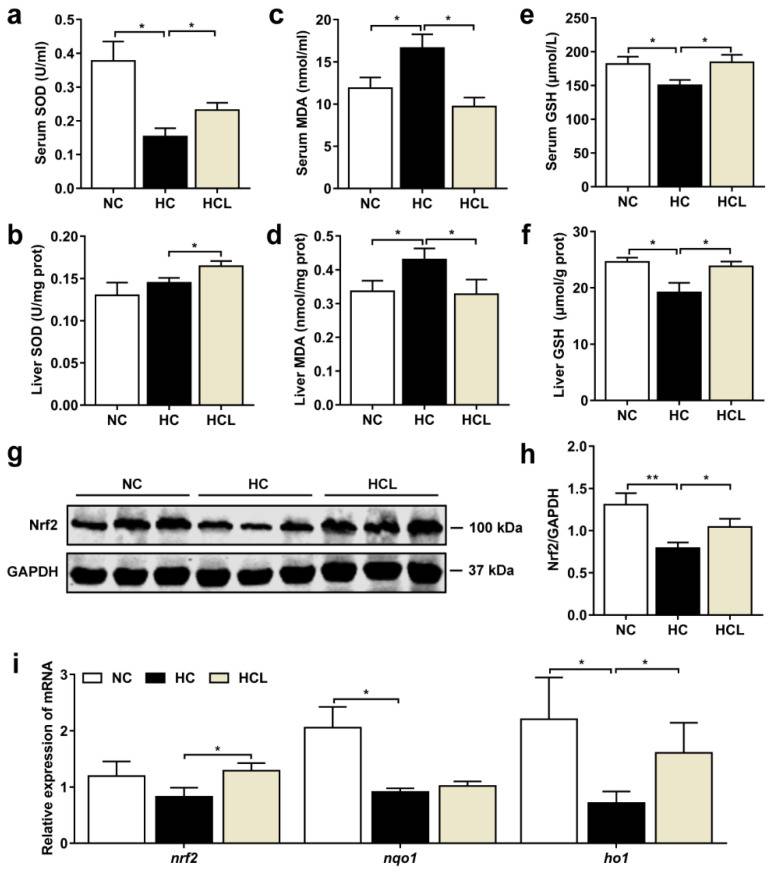 a
Serum SOD (U/ml)
0.5
0.4
0.3
0.2
0.1
0.0
* *
NC HC HCL
c
Serum MDA (nmol/ml)
20
15
10
5
0
* *
NC HC HCL
e
Serum GSH (μmol/L)
250
200
150
100
50
0
* *
NC HC HCL
b
Liver SOD (U/mg prot)
0.20
0.15
0.10
0.05
0.00
*
NC HC HCL
d
Liver MDA (nmol/mg prot)
0.5
0.4
0.3
0.2
0.1
0.0
* *
NC HC HCL
f
Liver GSH (μmol/g prot)
30
20
10
0
* *
NC HC HCL
g
NC HC HCL
Nrf2
100 kDa
GAPDH
37 kDa
h
Nrf2/GAPDH
2.0
1.5
1.0
0.5
0.0
** *
NC HC HCL
i
Relative expression of mRNA
3
2
1
0
NC HC HCL
*
*
* *
nrf2 nqo1 ho1